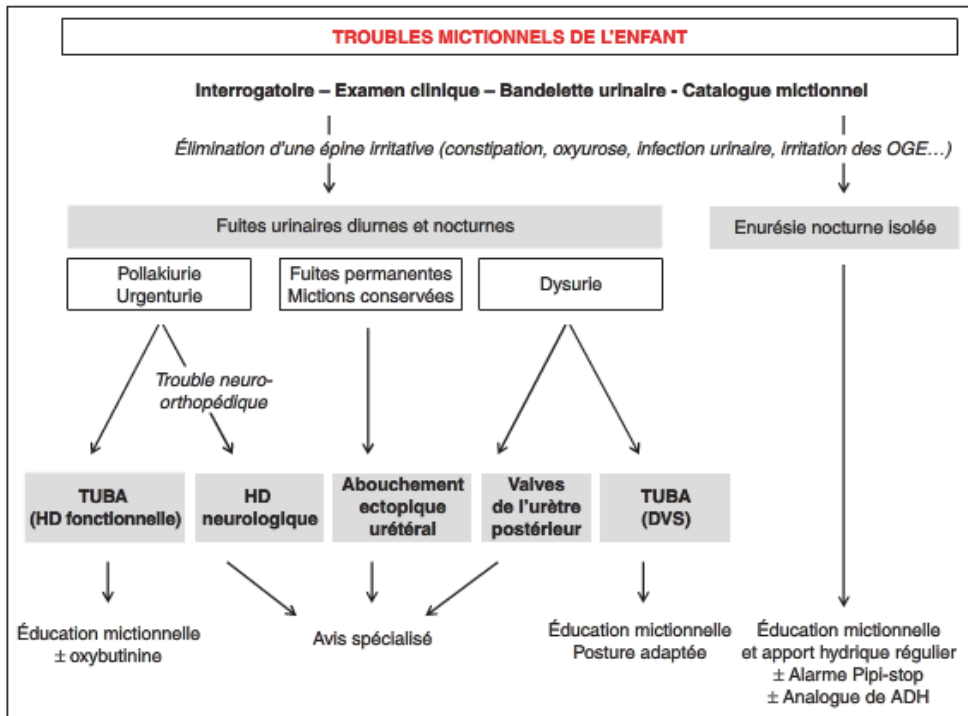 TROUBLES MICTIONNELS DE L'ENFANT
Interrogatoire – Examen clinique – Bandelette urinaire - Catalogue mictionnel
Élimination d'une épine irritative (constipation, oxyurose, infection urinaire, irritation des OGE…)
Fuites urinaires diurnes et nocturnes
Enurésie nocturne isolée
Pollakiurie
Urgenturie
Fuites permanentes
Mictions conservées
Dysurie
Trouble neuro-
orthopédique
TUBA
(HD fonctionnelle)
HD
neurologique
Abouchement
ectopique
urétéral
Valves
de l'urètre
postérieur
TUBA
(DVS)
Éducation mictionnelle
± oxybutinine
Avis spécialisé
Éducation mictionnelle
Posture adaptée
Éducation mictionnelle
et apport hydrique régulier
± Alarme Pipi-stop
± Analogue de ADH